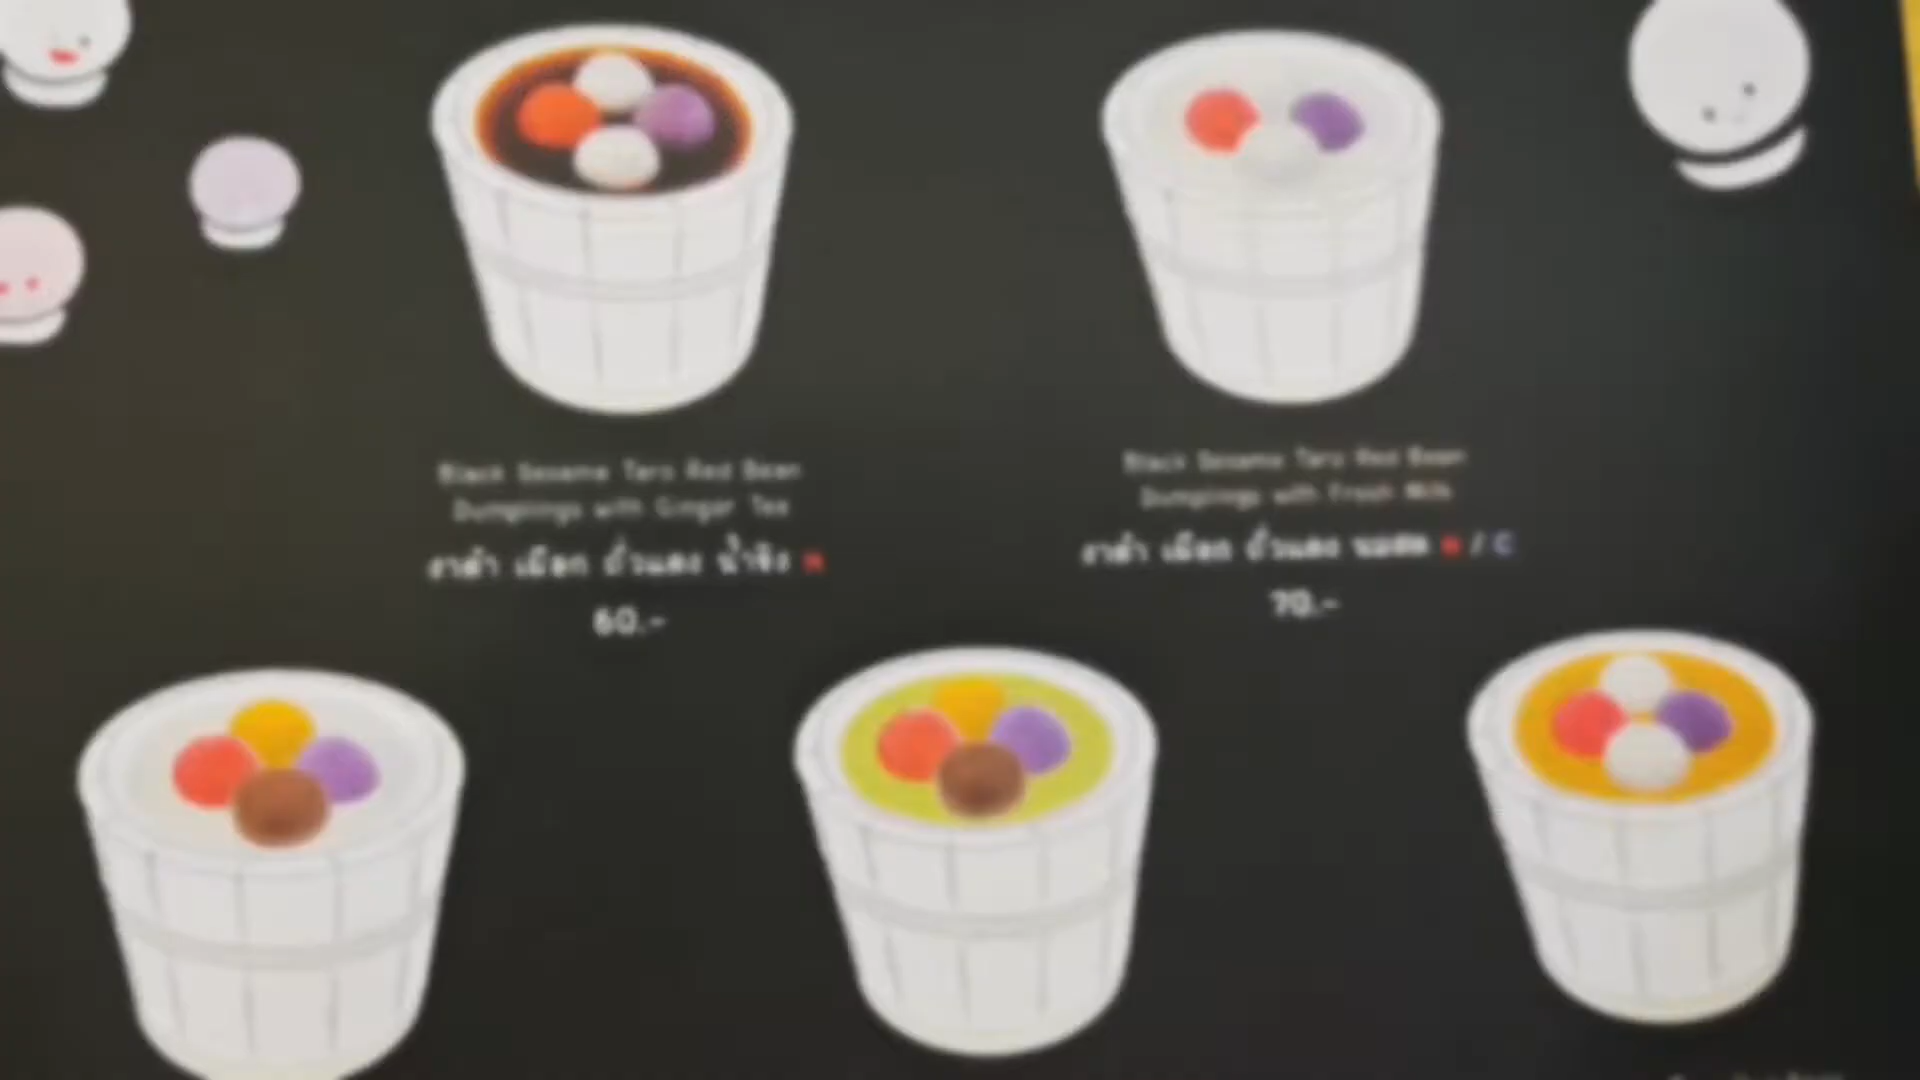 Black Sesame Taro Red Bean
Dumplings with Ginger Tea
งาดำ เผือก ถั่วแดง น้ำขิง H
60.-
Black Sesame Taro Red Bean
Dumplings with Fresh Milk
งาดำ เผือก ถั่วแดง นมสด H / C
70.-